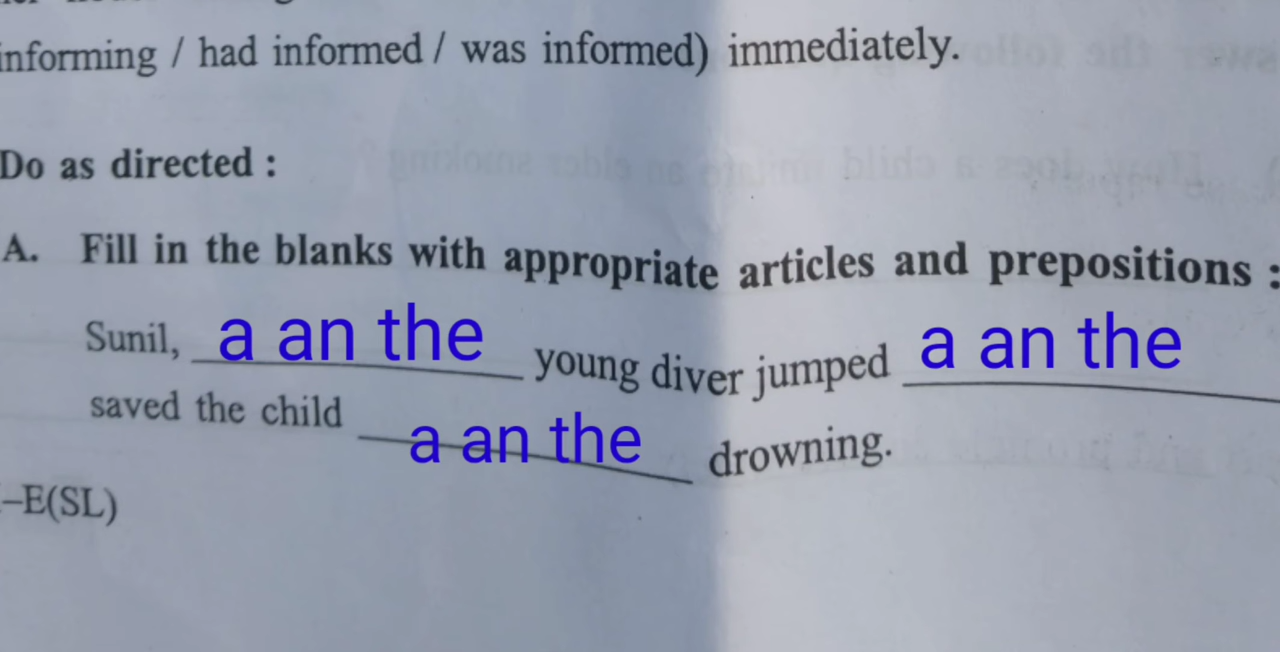 informing / had informed / was informed) immediately.
Do as directed :
A. Fill in the blanks with appropriate articles and prepositions :
Sunil, a an the young diver jumped a an the
saved the child a an the drowning.
–E(SL)